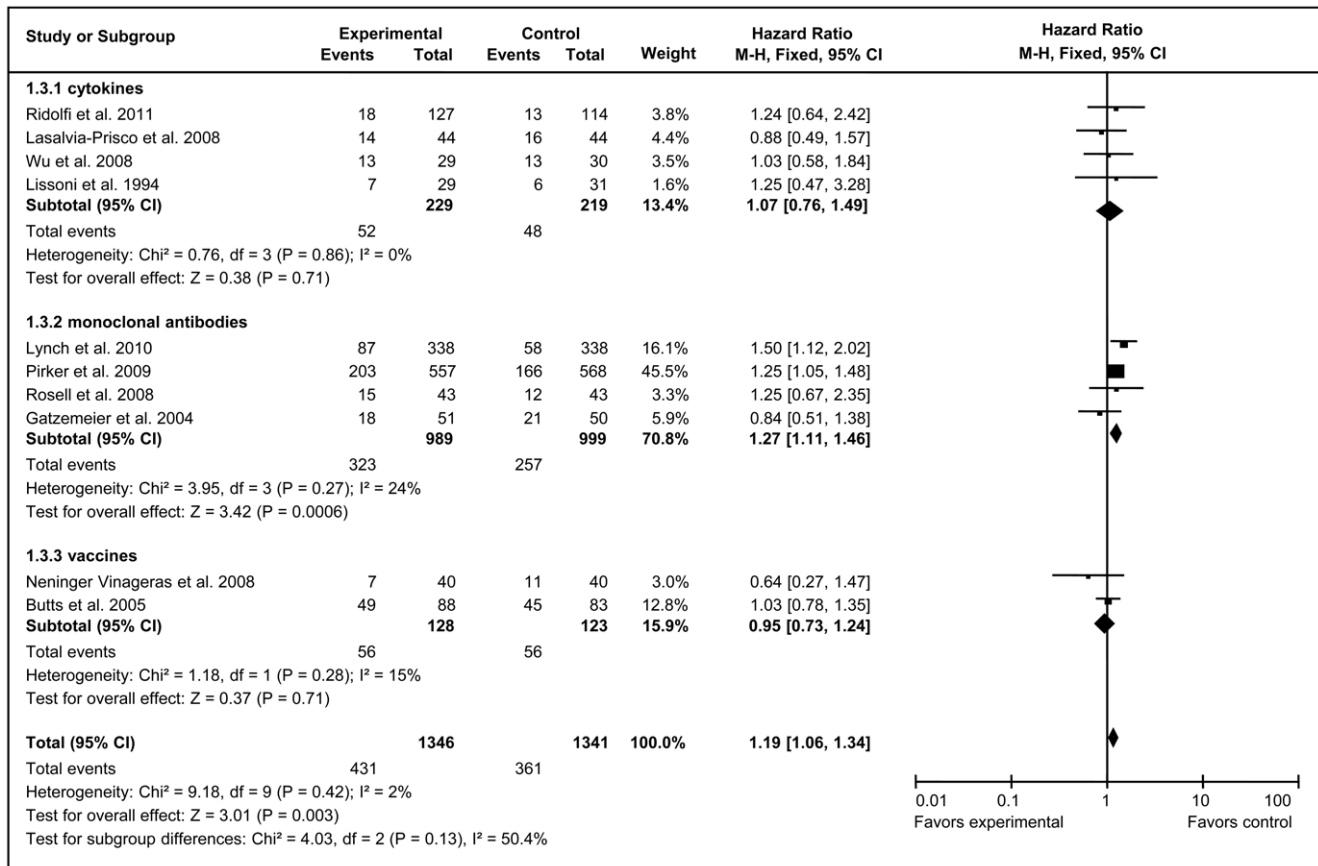 Study or Subgroup Experimental Control Hazard Ratio Hazard Ratio
Events Total Events Total Weight M-H, Fixed, 95% CI M-H, Fixed, 95% CI
1.3.1 cytokines
Ridolfi et al. 2011 18 127 13 114 3.8% 1.24 [0.64, 2.42]
Lasalvia-Prisco et al. 2008 14 44 16 44 4.4% 0.88 [0.49, 1.57]
Wu et al. 2008 13 29 13 30 3.5% 1.03 [0.58, 1.84]
Lissoni et al. 1994 7 29 6 31 1.6% 1.25 [0.47, 3.28]
Subtotal (95% CI) 229 219 13.4% 1.07 [0.76, 1.49]
Total events 52 48
Heterogeneity: Chi² = 0.76, df = 3 (P = 0.86); I² = 0%
Test for overall effect: Z = 0.38 (P = 0.71)
1.3.2 monoclonal antibodies
Lynch et al. 2010 87 338 58 338 16.1% 1.50 [1.12, 2.02]
Pirker et al. 2009 203 557 166 568 45.5% 1.25 [1.05, 1.48]
Rosell et al. 2008 15 43 12 43 3.3% 1.25 [0.67, 2.35]
Gatzemeier et al. 2004 18 51 21 50 5.9% 0.84 [0.51, 1.38]
Subtotal (95% CI) 989 999 70.8% 1.27 [1.11, 1.46]
Total events 323 257
Heterogeneity: Chi² = 3.95, df = 3 (P = 0.27); I² = 24%
Test for overall effect: Z = 3.42 (P = 0.0006)
1.3.3 vaccines
Neninger Vinageras et al. 2008 7 40 11 40 3.0% 0.64 [0.27, 1.47]
Butts et al. 2005 49 88 45 83 12.8% 1.03 [0.78, 1.35]
Subtotal (95% CI) 128 123 15.9% 0.95 [0.73, 1.24]
Total events 56 56
Heterogeneity: Chi² = 1.18, df = 1 (P = 0.28); I² = 15%
Test for overall effect: Z = 0.37 (P = 0.71)
Total (95% CI) 1346 1341 100.0% 1.19 [1.06, 1.34]
Total events 431 361
Heterogeneity: Chi² = 9.18, df = 9 (P = 0.42); I² = 2%
Test for overall effect: Z = 3.01 (P = 0.003)
Test for subgroup differences: Chi² = 4.03, df = 2 (P = 0.13), I² = 50.4%
0.01 0.1 1 10 100
Favors experimental Favors control